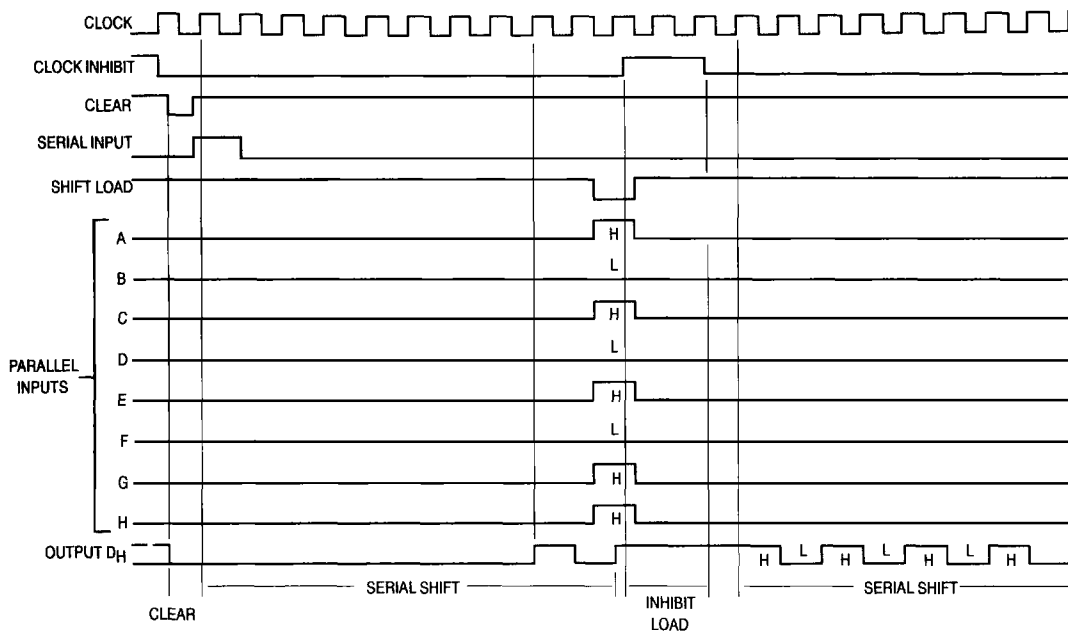 CLOCK
CLOCK INHIBIT
CLEAR
SERIAL INPUT
SHIFT LOAD
A
H
B
L
C
H
D
L
PARALLEL
INPUTS
E
H
F
L
G
H
H
H
OUTPUT DH
H
L
H
L
H
L
H
SERIAL SHIFT
SERIAL SHIFT
CLEAR
INHIBIT
LOAD